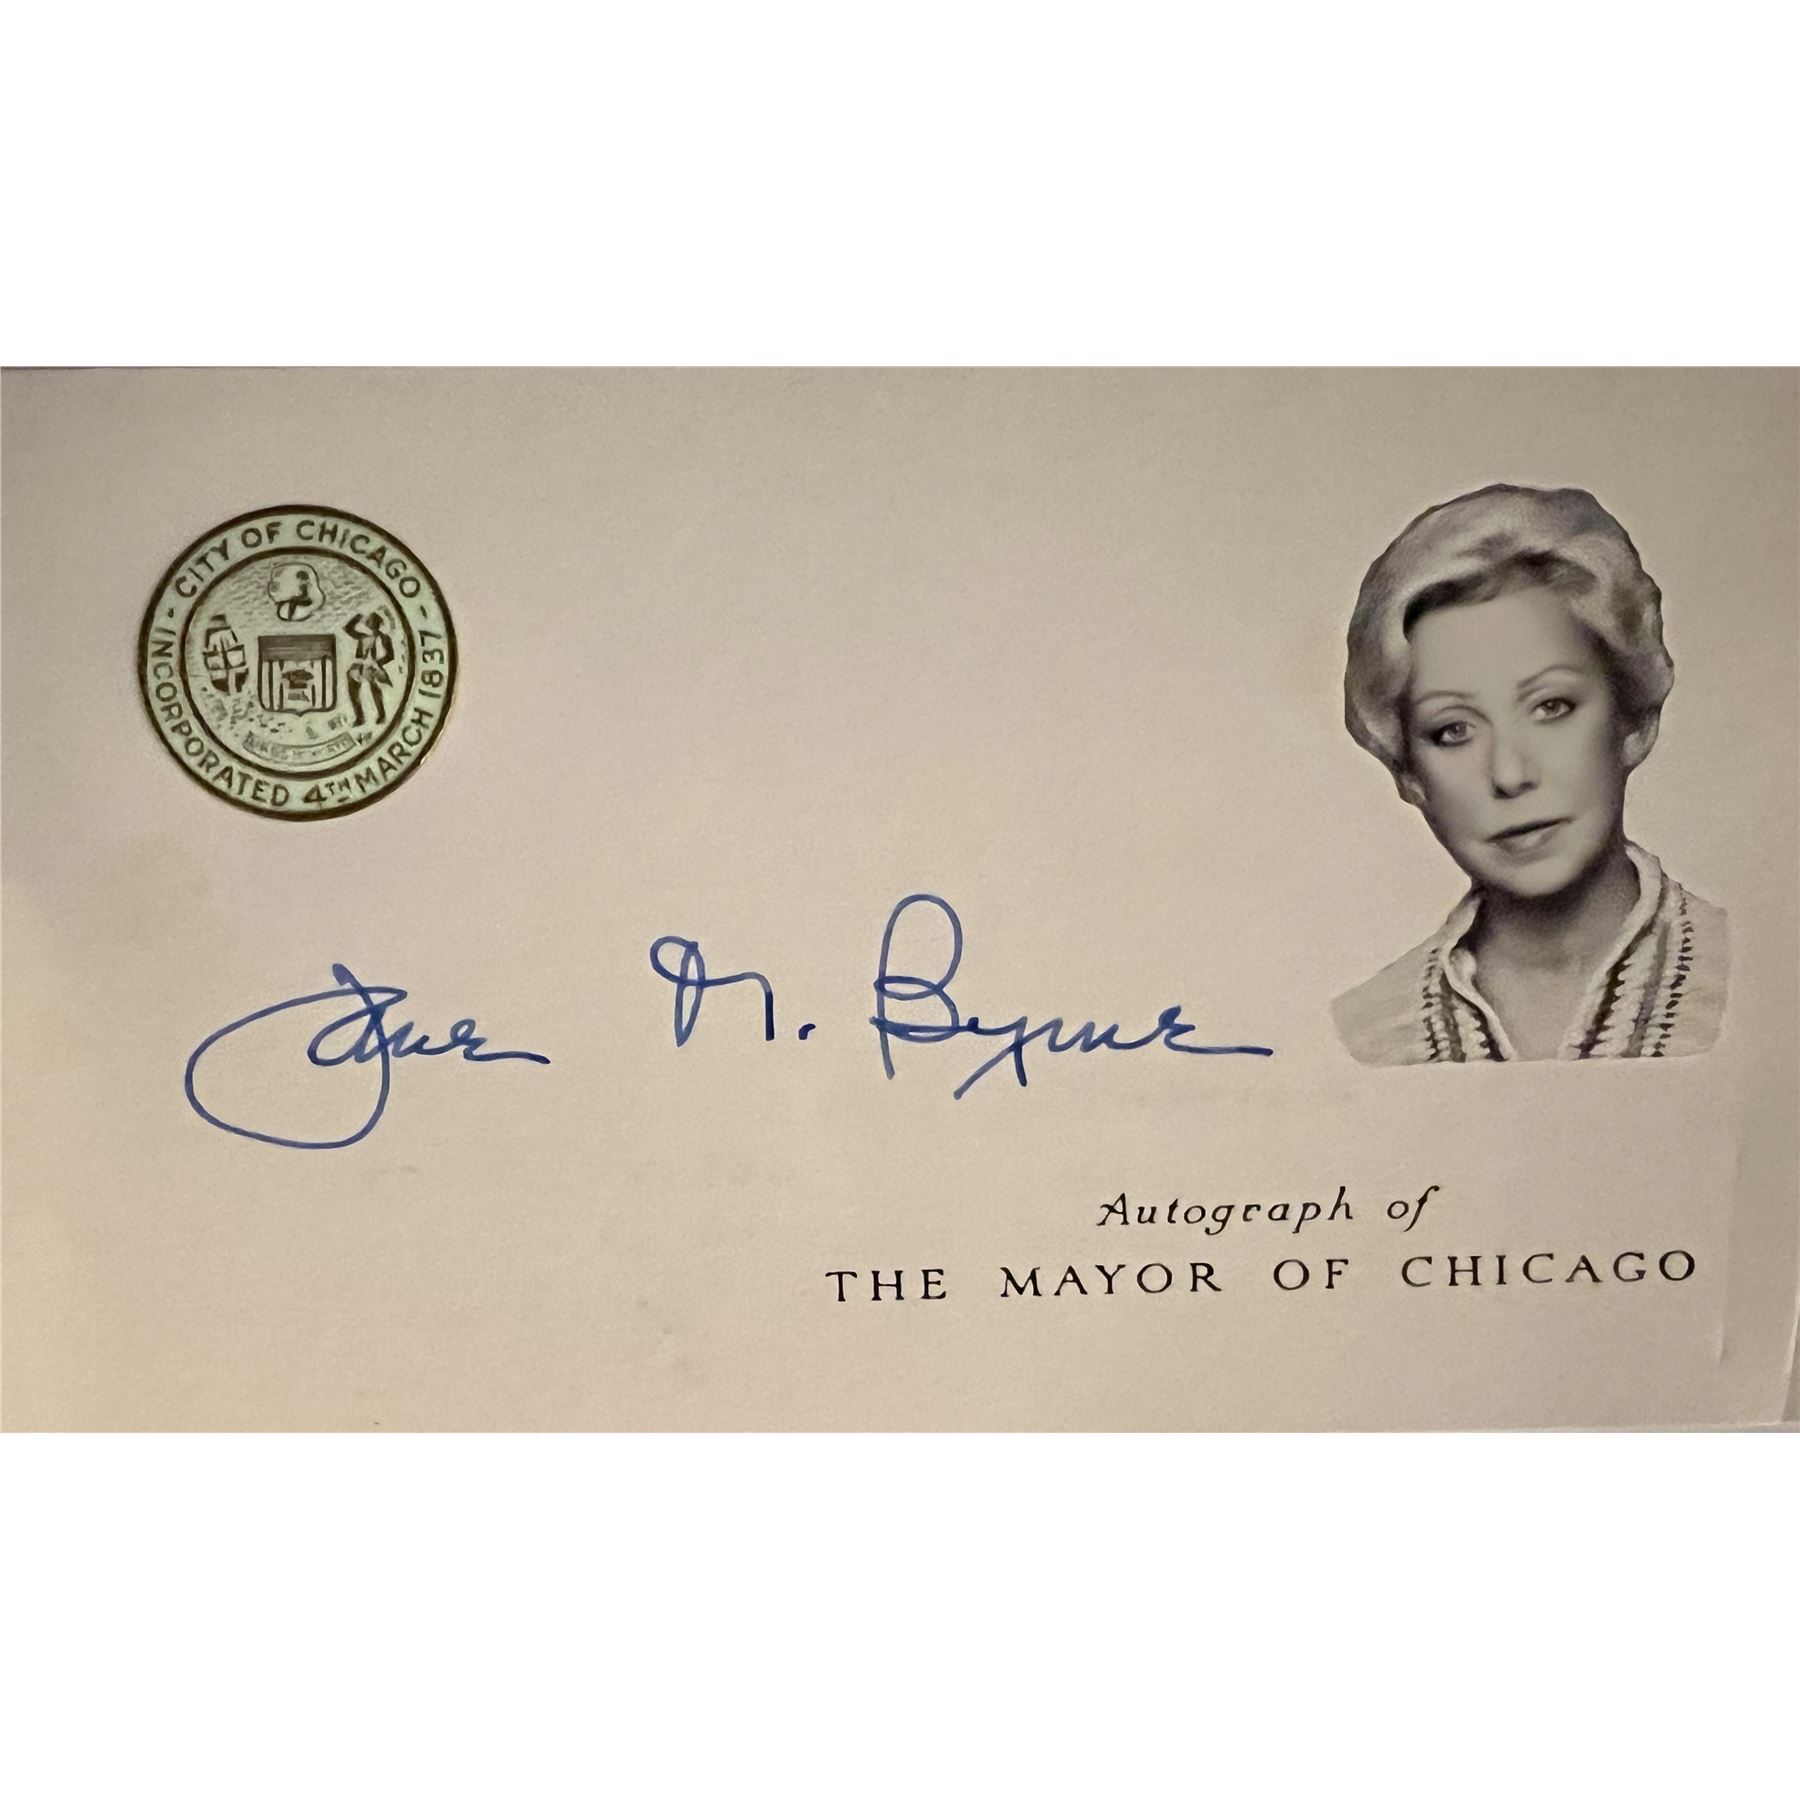 CITY OF CHICAGO
INCORPORATED 4TH MARCH 1837
Jane M. Byrne
Autograph of
THE MAYOR OF CHICAGO